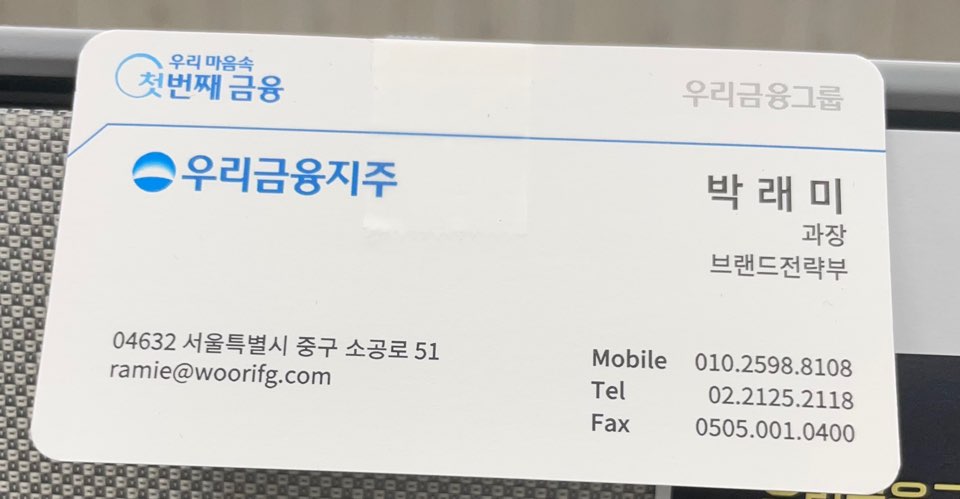 우리 마음속
첫번째 금융
우리금융그룹
우리금융지주
박래미
과장
브랜드전략부
04632 서울특별시 중구 소공로 51
ramie@woorifg.com
Mobile 010.2598.8108
Tel 02.2125.2118
Fax 0505.001.0400